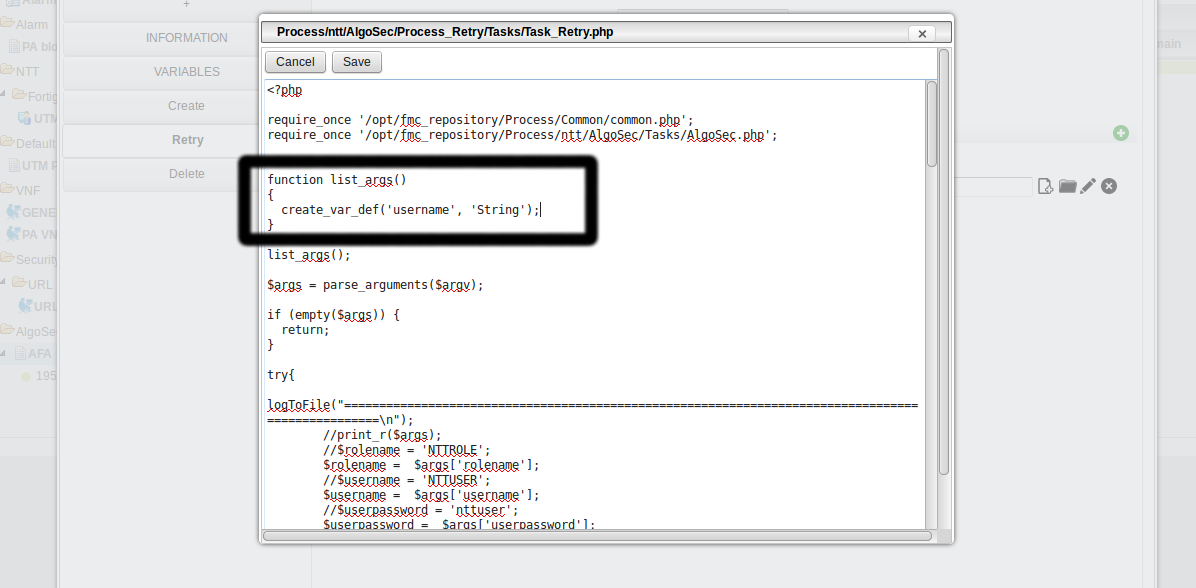 Process/ntt/AlgoSec/Process_Retry/Tasks/Task_Retry.php
Cancel
Save
<?php
require_once '/opt/fmc_repository/Process/Common/common.php';
require_once '/opt/fmc_repository/Process/ntt/AlgoSec/Tasks/AlgoSec.php';
function list_args()
{
create_var_def('username', 'String');
}
list_args();
$args = parse_arguments($argv);
if (empty($args)) {
return;
}
try{
logToFile("==================================================================================
================\n");
//print_r($args);
//$rolename = 'NTTROLE';
$rolename =  $args['rolename'];
//$username = 'NTTUSER';
$username =  $args['username'];
//$userpassword = 'nttuser';
$userpassword =  $args['userpassword'];
+
INFORMATION
VARIABLES
Create
Retry
Delete
Alarm
PA blo
NTT
Fortig
UTM
Default
UTM P
VNF
GENE
PA VN
Security
URL
URL
AlgoSe
AFA
195
main